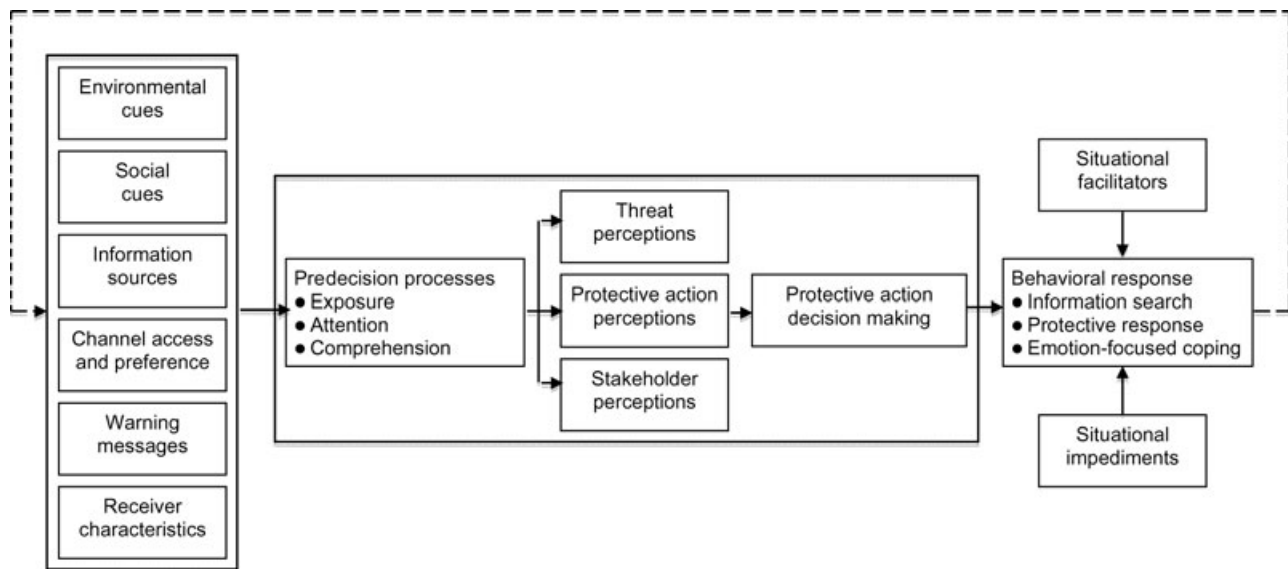 Environmental
cues
Social
cues
Information
sources
Channel access
and preference
Warning
messages
Receiver
characteristics
Predecision processes
● Exposure
● Attention
● Comprehension
Threat
perceptions
Protective action
perceptions
Stakeholder
perceptions
Protective action
decision making
Situational
facilitators
Behavioral response
● Information search
● Protective response
● Emotion-focused coping
Situational
impediments